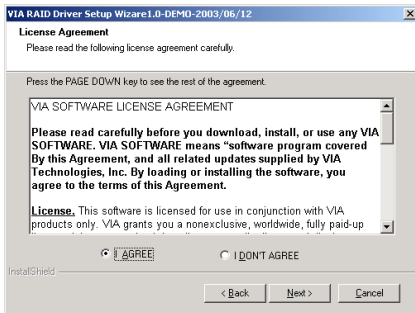 VIA RAID Driver Setup Wizare1.0-DEMO-2003/06/12
License Agreement
Please read the following license agreement carefully.
Press the PAGE DOWN key to see the rest of the agreement.
VIA SOFTWARE LICENSE AGREEMENT
Please read carefully before you download, install, or use any VIA
SOFTWARE. VIA SOFTWARE means “software program covered
By this Agreement, and all related updates supplied by VIA
Technologies, Inc. By loading or installing the software, you
agree to the terms of this Agreement.
License. This software is licensed for use in conjunction with VIA
products only. VIA grants you a nonexclusive, worldwide, fully paid-up
I AGREE
I DON'T AGREE
InstallShield
< Back
Next >
Cancel